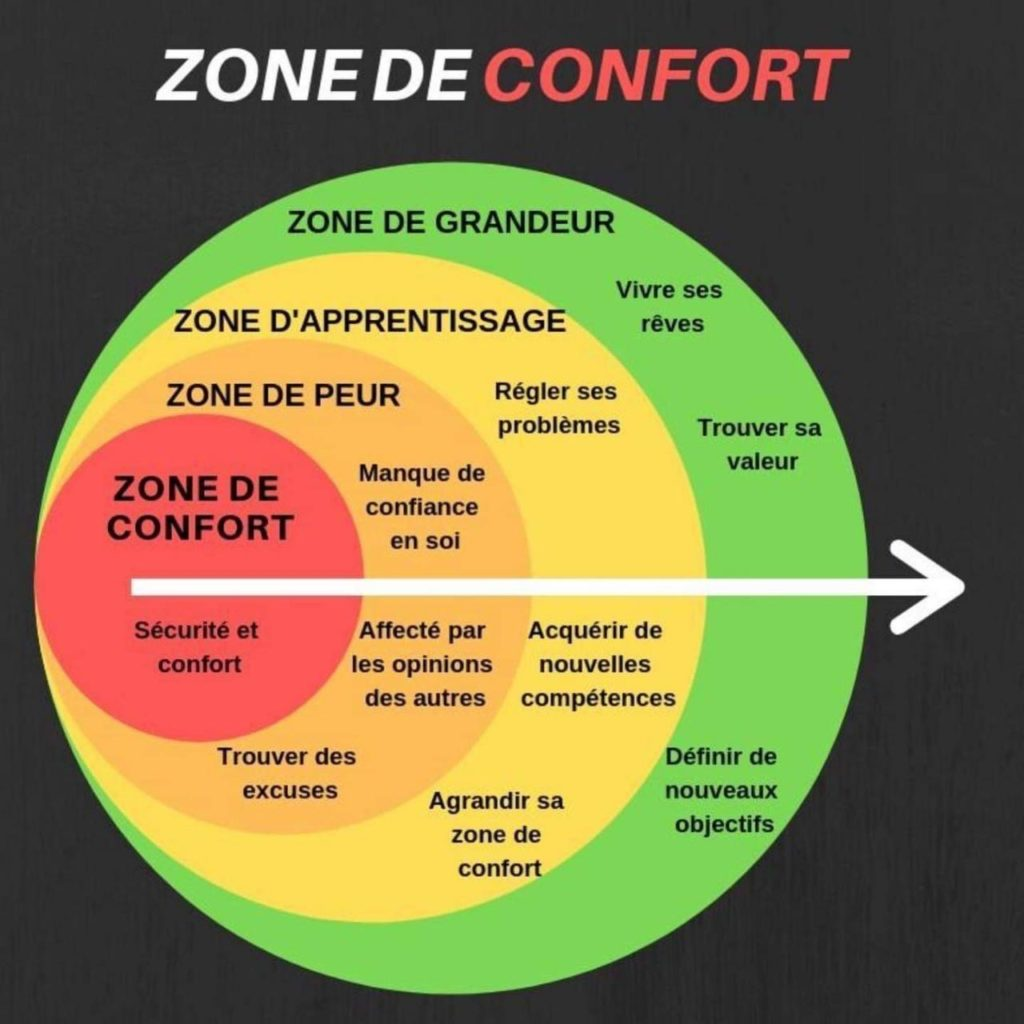 ZONE DE CONFORT
ZONE DE GRANDEUR
Vivre ses
rêves
Trouver sa
valeur
Définir de
nouveaux
objectifs
ZONE D'APPRENTISSAGE
Régler ses
problèmes
Acquérir de
nouvelles
compétences
Agrandir sa
zone de
confort
ZONE DE PEUR
Manque de
confiance
en soi
Affecté par
les opinions
des autres
Trouver des
excuses
ZONE DE
CONFORT
Sécurité et
confort